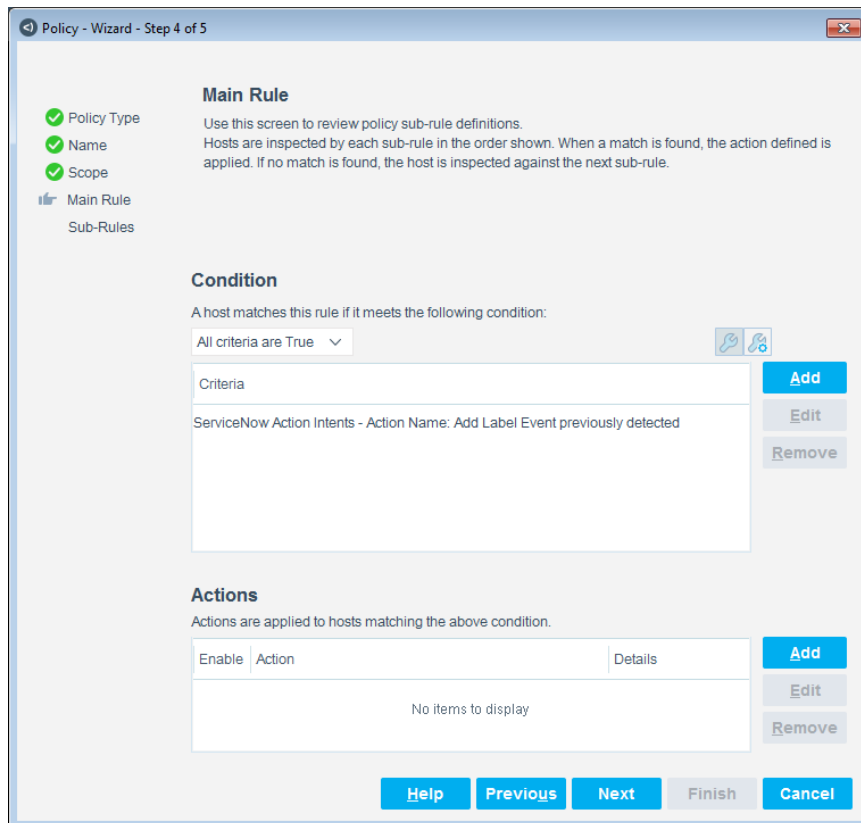 Policy - Wizard - Step 4 of 5
Policy Type
Name
Scope
Main Rule
Sub-Rules
Main Rule
Use this screen to review policy sub-rule definitions.
Hosts are inspected by each sub-rule in the order shown. When a match is found, the action defined is
applied. If no match is found, the host is inspected against the next sub-rule.
Condition
A host matches this rule if it meets the following condition:
All criteria are True
Criteria
ServiceNow Action Intents - Action Name: Add Label Event previously detected
Add
Edit
Remove
Actions
Actions are applied to hosts matching the above condition.
Enable Action Details
No items to display
Add
Edit
Remove
Help Previous Next Finish Cancel